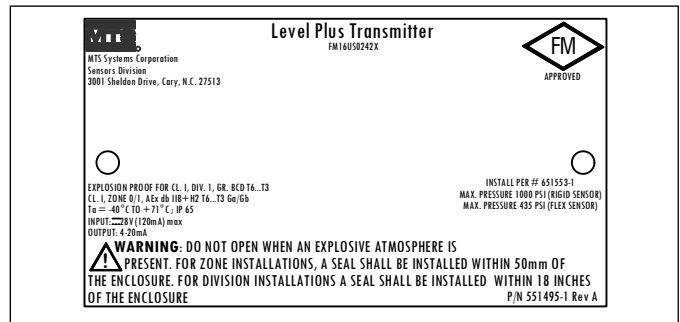 MTS
Level Plus Transmitter
FM16US0242X
MTS Systems Corporation
Sensors Division
3001 Sheldon Drive, Cary, N.C. 27513
FM
APPROVED
EXPLOSION PROOF FOR CL. I, DIV. 1, GR. BCD T6...T3
CL. I, ZONE 0/1, AEx db IIB+H2 T6...T3 Ga/Gb
Ta = -40°C TO +71°C ; IP 65
INPUT:⎓28V (120mA) max
OUTPUT: 4-20mA
INSTALL PER # 651553-1
MAX. PRESSURE 1000 PSI (RIGID SENSOR)
MAX. PRESSURE 435 PSI (FLEX SENSOR)
WARNING: DO NOT OPEN WHEN AN EXPLOSIVE ATMOSPHERE IS
PRESENT. FOR ZONE INSTALLATIONS, A SEAL SHALL BE INSTALLED WITHIN 50mm OF
THE ENCLOSURE. FOR DIVISION INSTALLATIONS A SEAL SHALL BE INSTALLED WITHIN 18 INCHES
OF THE ENCLOSURE
P/N 551495-1 Rev A